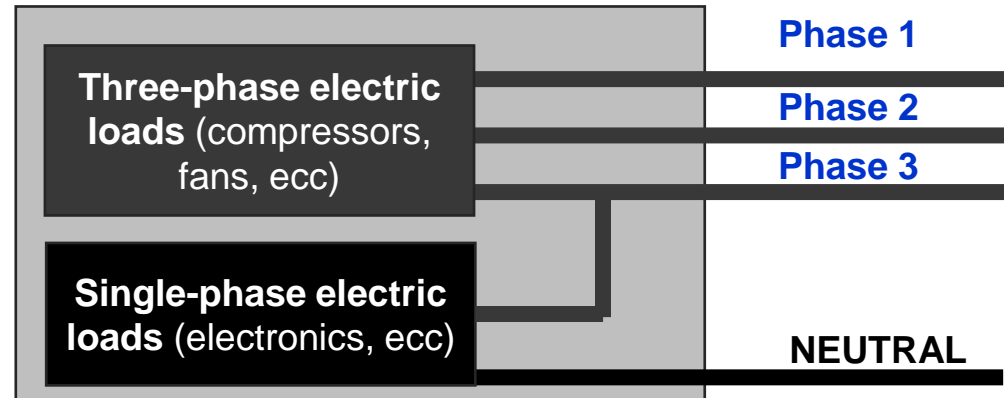 Three-phase electric
loads (compressors,
fans, ecc)
Phase 1
Phase 2
Phase 3
Single-phase electric
loads (electronics, ecc)
NEUTRAL